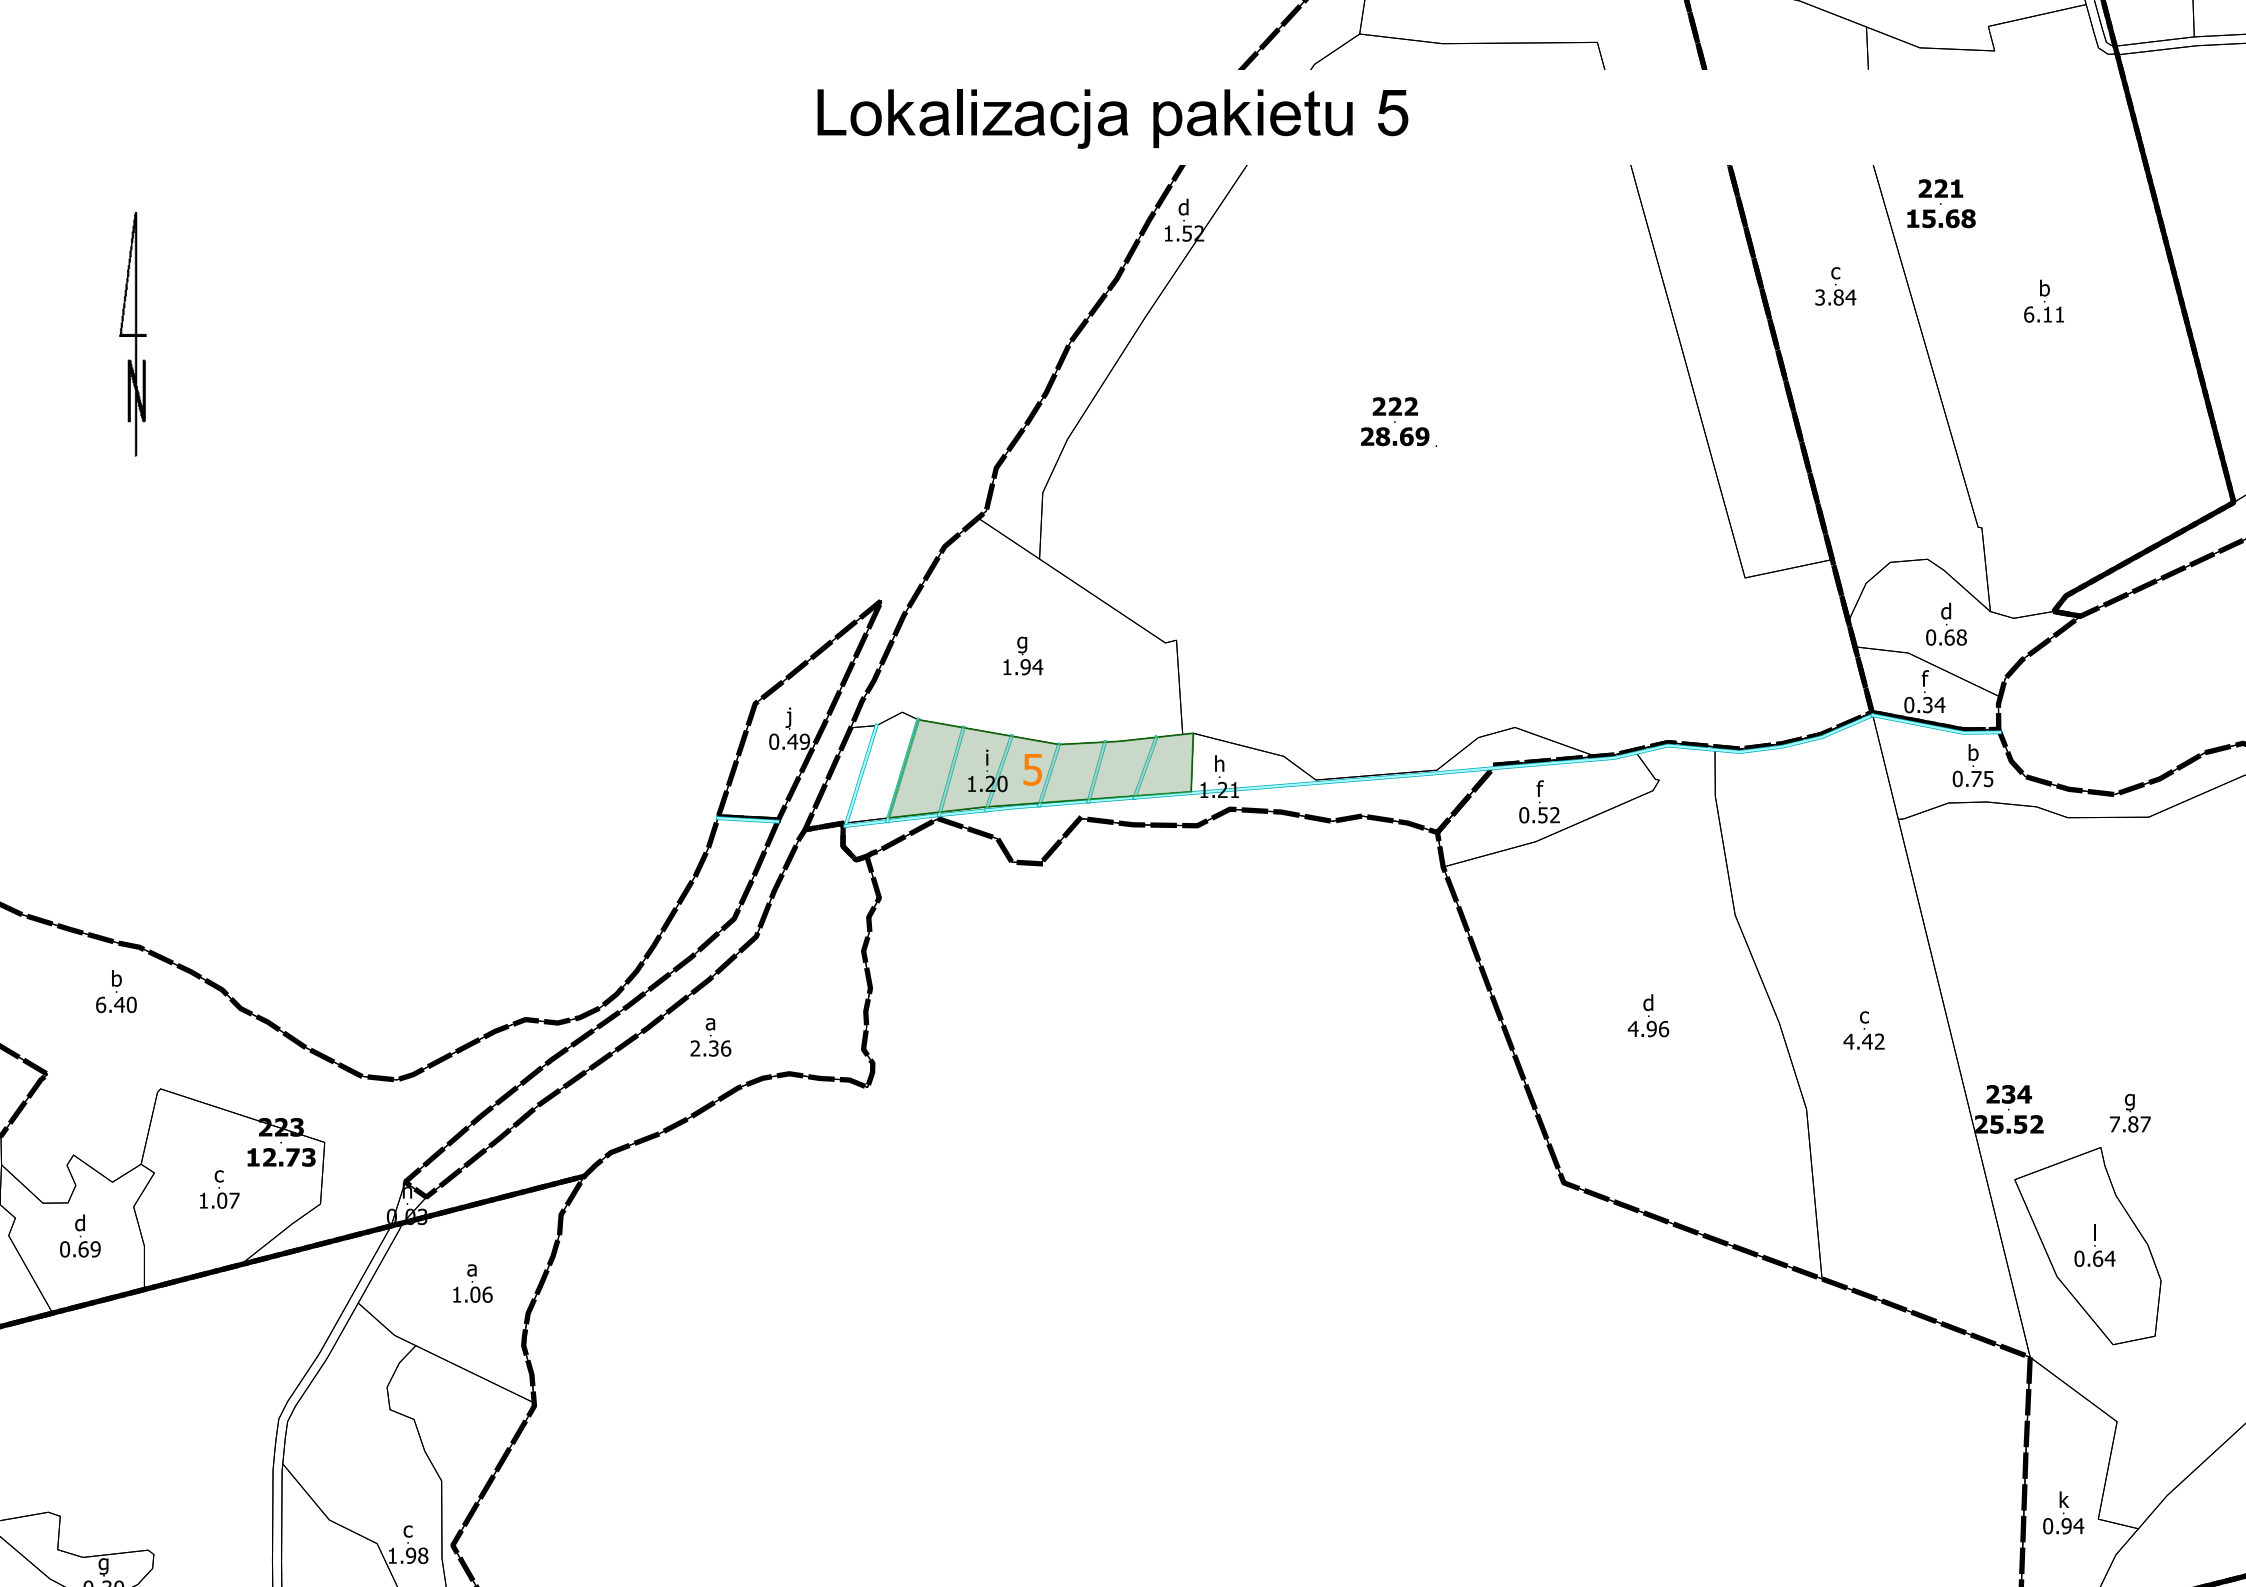 Lokalizacja pakietu 5
N
d
1.52
221
15.68
c
3.84
b
6.11
222
28.69
d
0.68
g
1.94
f
0.34
j
0.49
i
1.20
5
h
1.21
b
0.75
f
0.52
b
6.40
a
2.36
d
4.96
c
4.42
234
25.52
g
7.87
223
12.73
c
1.07
d
0.69
0.03
l
0.64
a
1.06
k
0.94
c
1.98
g